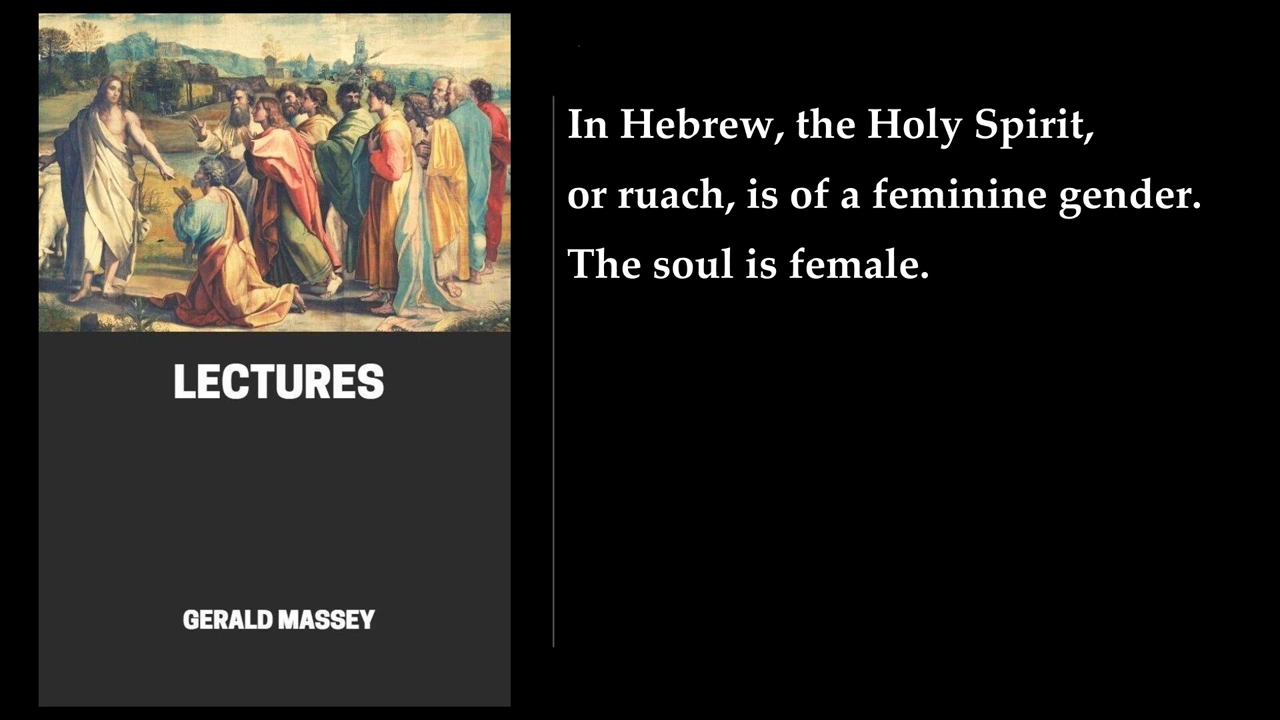 LECTURES
GERALD MASSEY
In Hebrew, the Holy Spirit,
or ruach, is of a feminine gender.
The soul is female.